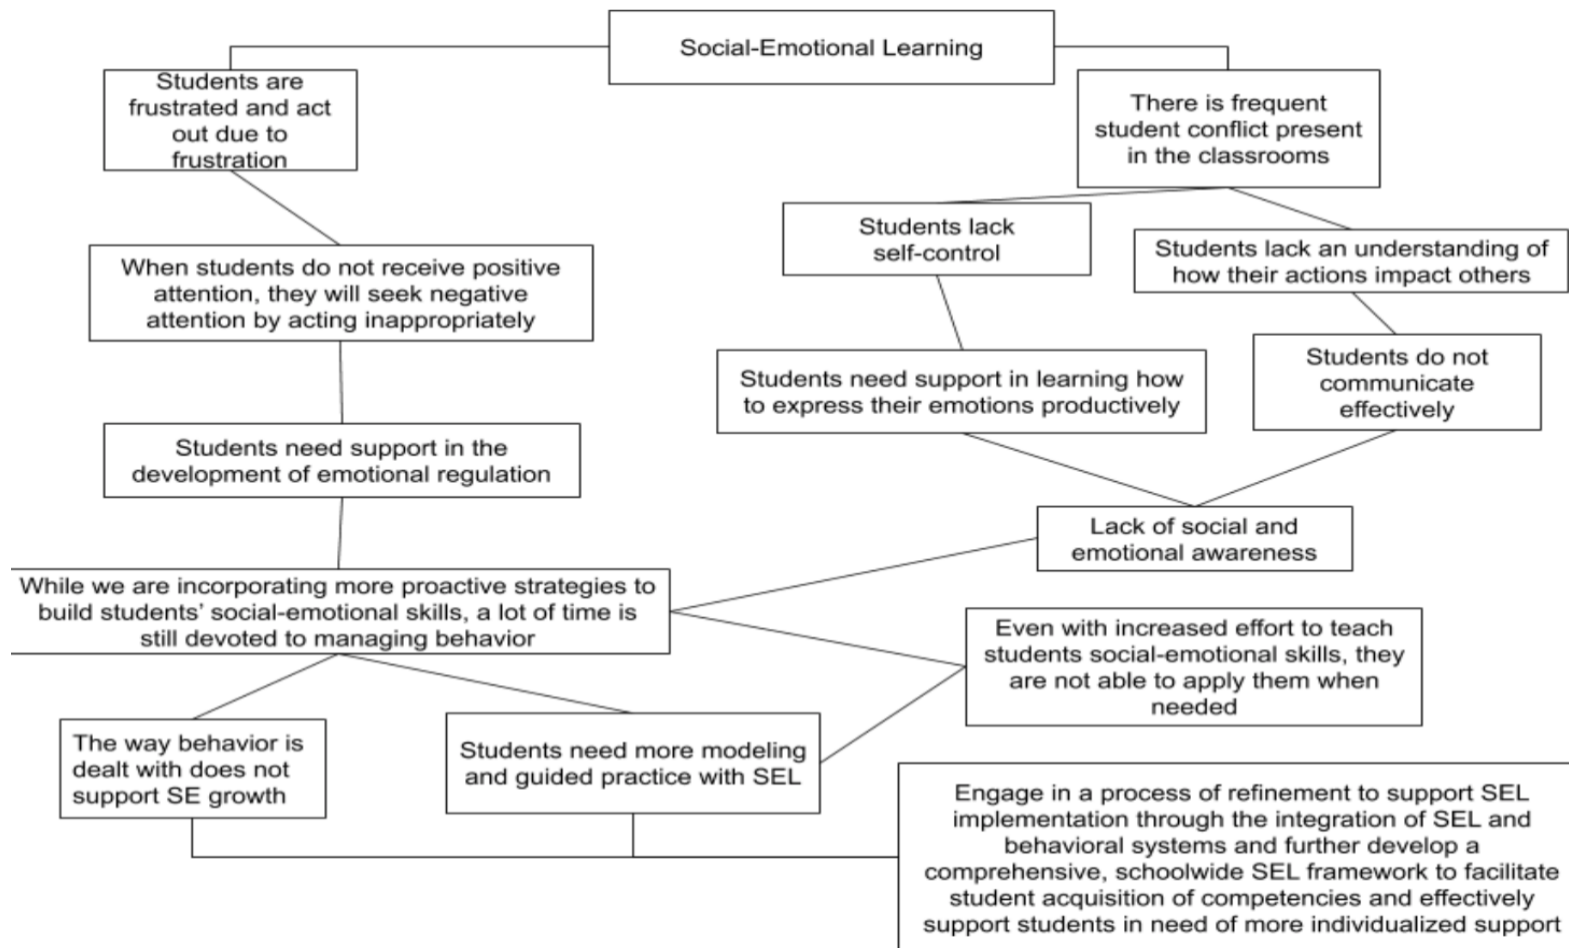 Social-Emotional Learning
Students are
frustrated and act
out due to
frustration
There is frequent
student conflict present
in the classrooms
Students lack
self-control
Students lack an understanding of
how their actions impact others
When students do not receive positive
attention, they will seek negative
attention by acting inappropriately
Students need support in learning how
to express their emotions productively
Students do not
communicate
effectively
Students need support in the
development of emotional regulation
Lack of social and
emotional awareness
While we are incorporating more proactive strategies to
build students’ social-emotional skills, a lot of time is
still devoted to managing behavior
Even with increased effort to teach
students social-emotional skills, they
are not able to apply them when
needed
The way behavior is
dealt with does not
support SE growth
Students need more modeling
and guided practice with SEL
Engage in a process of refinement to support SEL
implementation through the integration of SEL and
behavioral systems and further develop a
comprehensive, schoolwide SEL framework to facilitate
student acquisition of competencies and effectively
support students in need of more individualized support